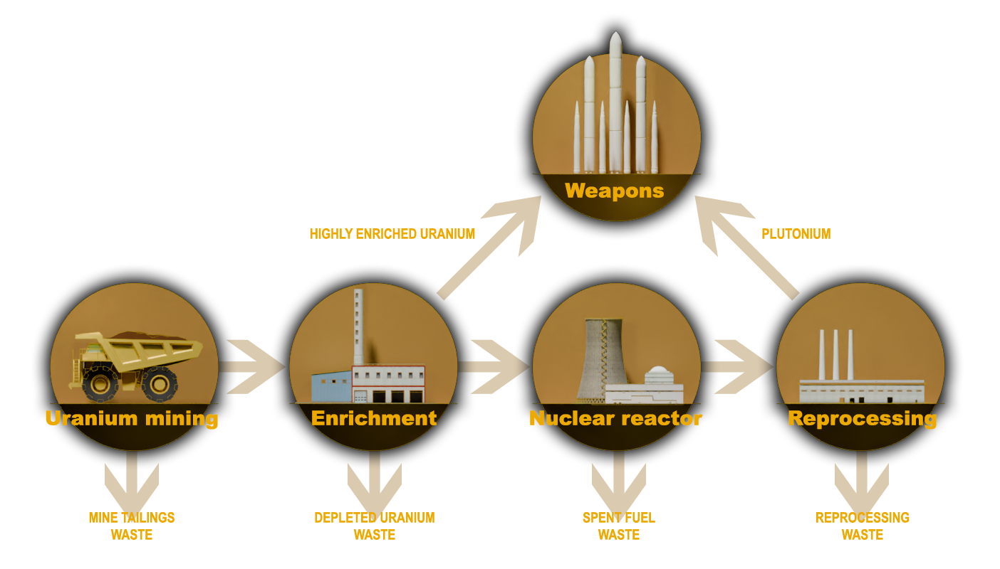 Weapons
HIGHLY ENRICHED URANIUM
PLUTONIUM
Uranium mining
Enrichment
Nuclear reactor
Reprocessing
MINE TAILINGS
WASTE
DEPLETED URANIUM
WASTE
SPENT FUEL
WASTE
REPROCESSING
WASTE